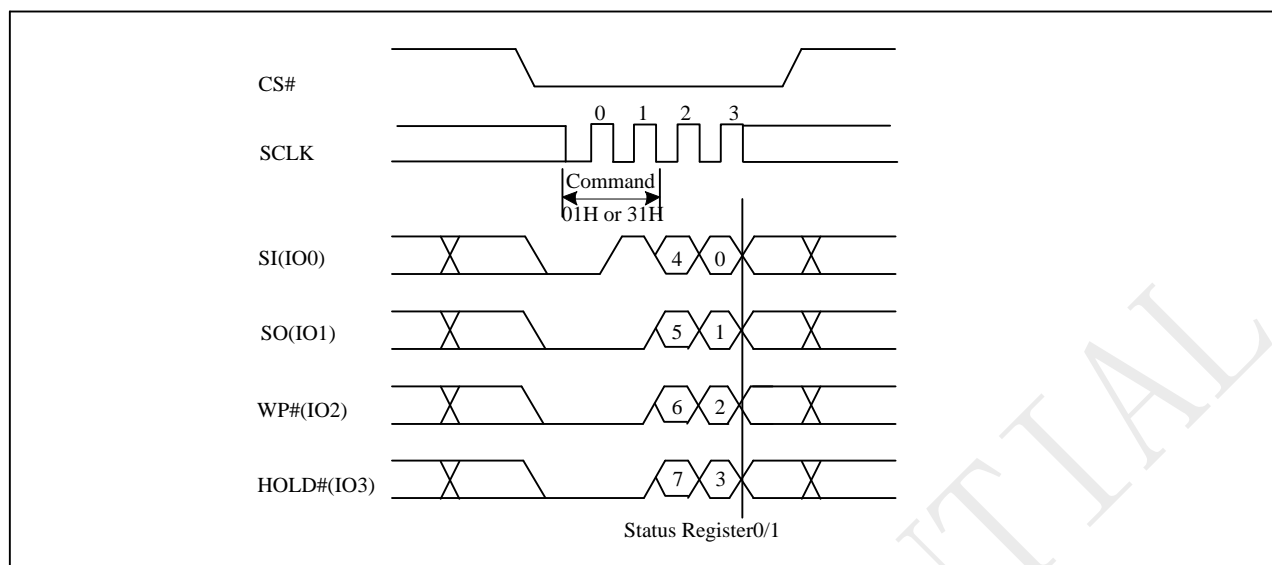 CS#
0 1 2 3
SCLK
Command
01H or 31H
SI(IO0) 4 0
SO(IO1) 5 1
WP#(IO2) 6 2
HOLD#(IO3) 7 3
Status Register0/1